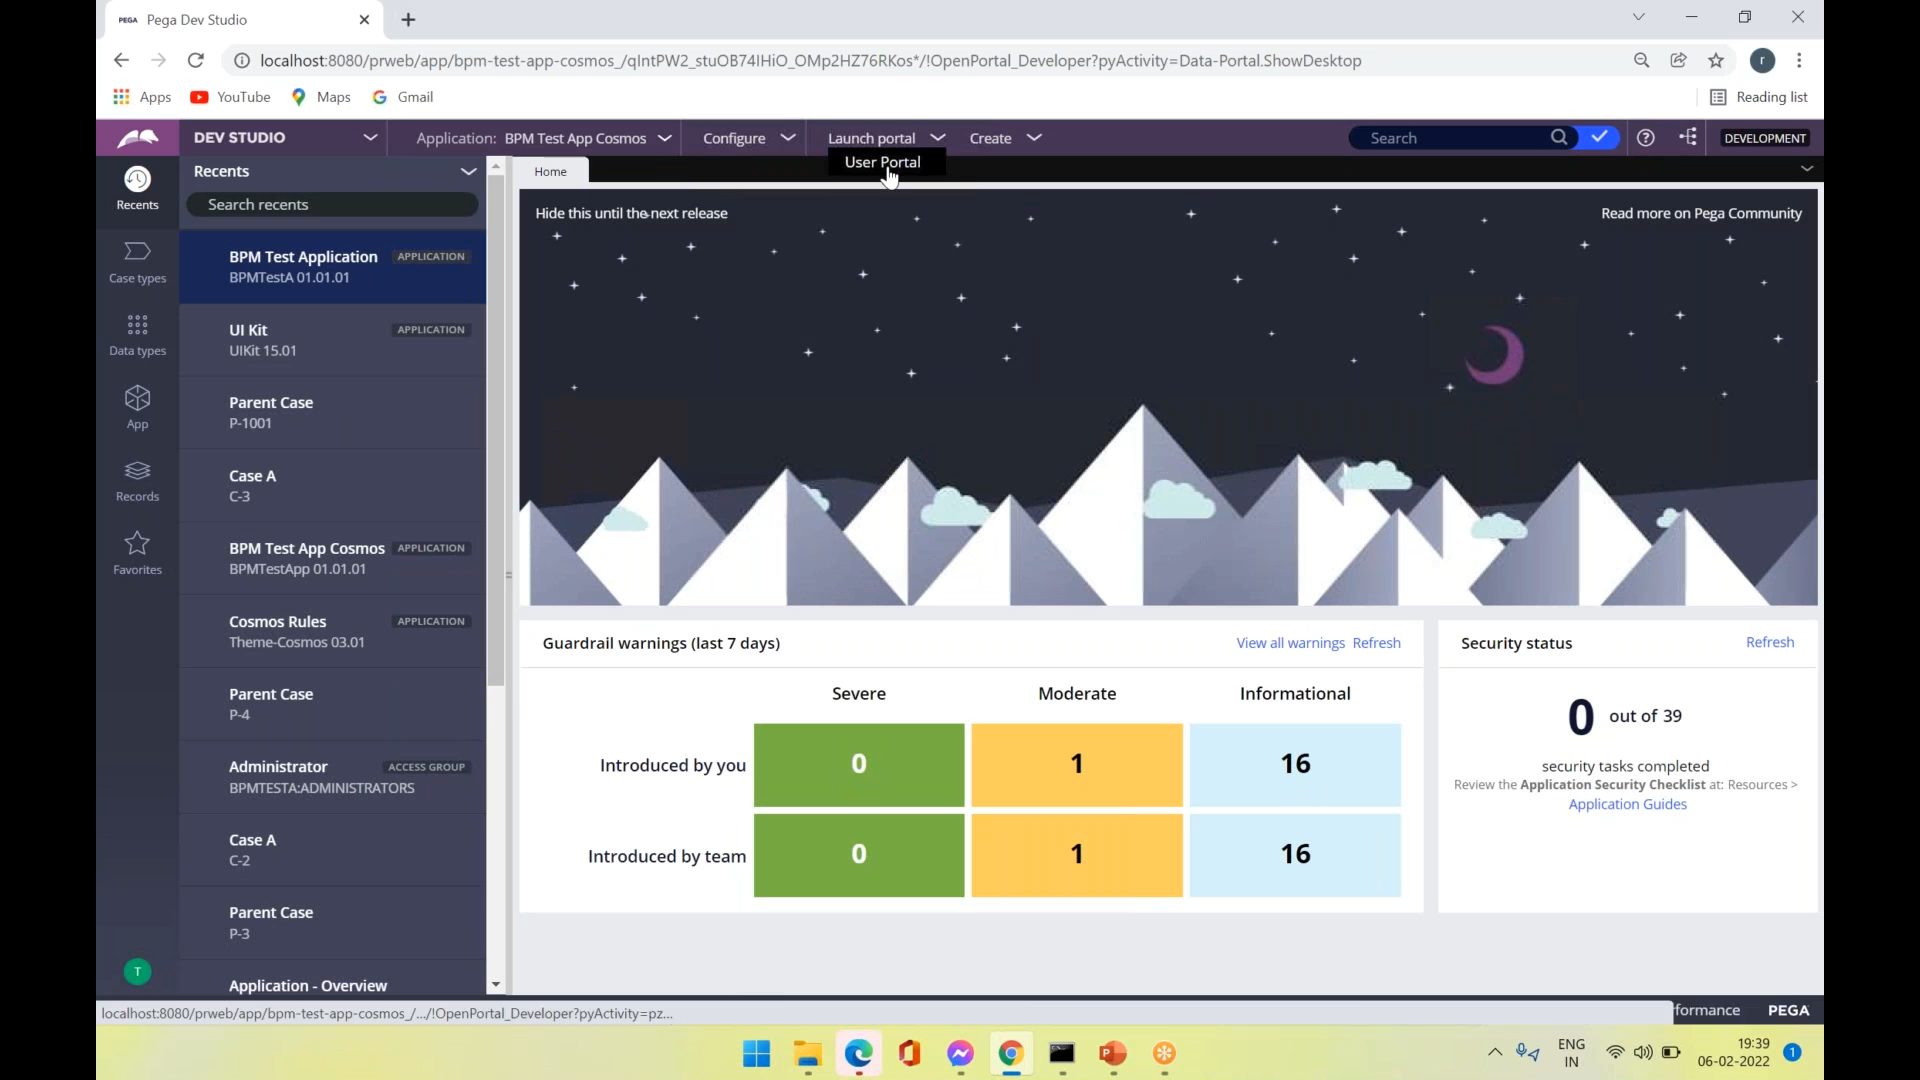 PEGA Pega Dev Studio
localhost:8080/prweb/app/bpm-test-app-cosmos_/qIntPW2_stuOB74IHiO_OMp2HZ76RKos*/!OpenPortal_Developer?pyActivity=Data-Portal.ShowDesktop
r
Apps YouTube Maps Gmail Reading list
DEV STUDIO Application: BPM Test App Cosmos Configure Launch portal Create Search DEVELOPMENT
User Portal
Recents
Home
Recents
Search recents
Case types
Data types
App
Records
Favorites
T
BPM Test Application APPLICATION
BPMTestA 01.01.01
UI Kit APPLICATION
UIKit 15.01
Parent Case
P-1001
Case A
C-3
BPM Test App Cosmos APPLICATION
BPMTestApp 01.01.01
Cosmos Rules APPLICATION
Theme-Cosmos 03.01
Parent Case
P-4
Administrator ACCESS GROUP
BPMTESTA:ADMINISTRATORS
Case A
C-2
Parent Case
P-3
Application - Overview
Hide this until the next release Read more on Pega Community
Guardrail warnings (last 7 days) View all warnings Refresh
Severe Moderate Informational
Introduced by you 0 1 16
Introduced by team 0 1 16
Security status Refresh
0 out of 39
security tasks completed
Review the Application Security Checklist at: Resources >
Application Guides
localhost:8080/prweb/app/bpm-test-app-cosmos_/.../!OpenPortal_Developer?pyActivity=pz...
formance PEGA
ENG
IN
19:39
06-02-2022
1